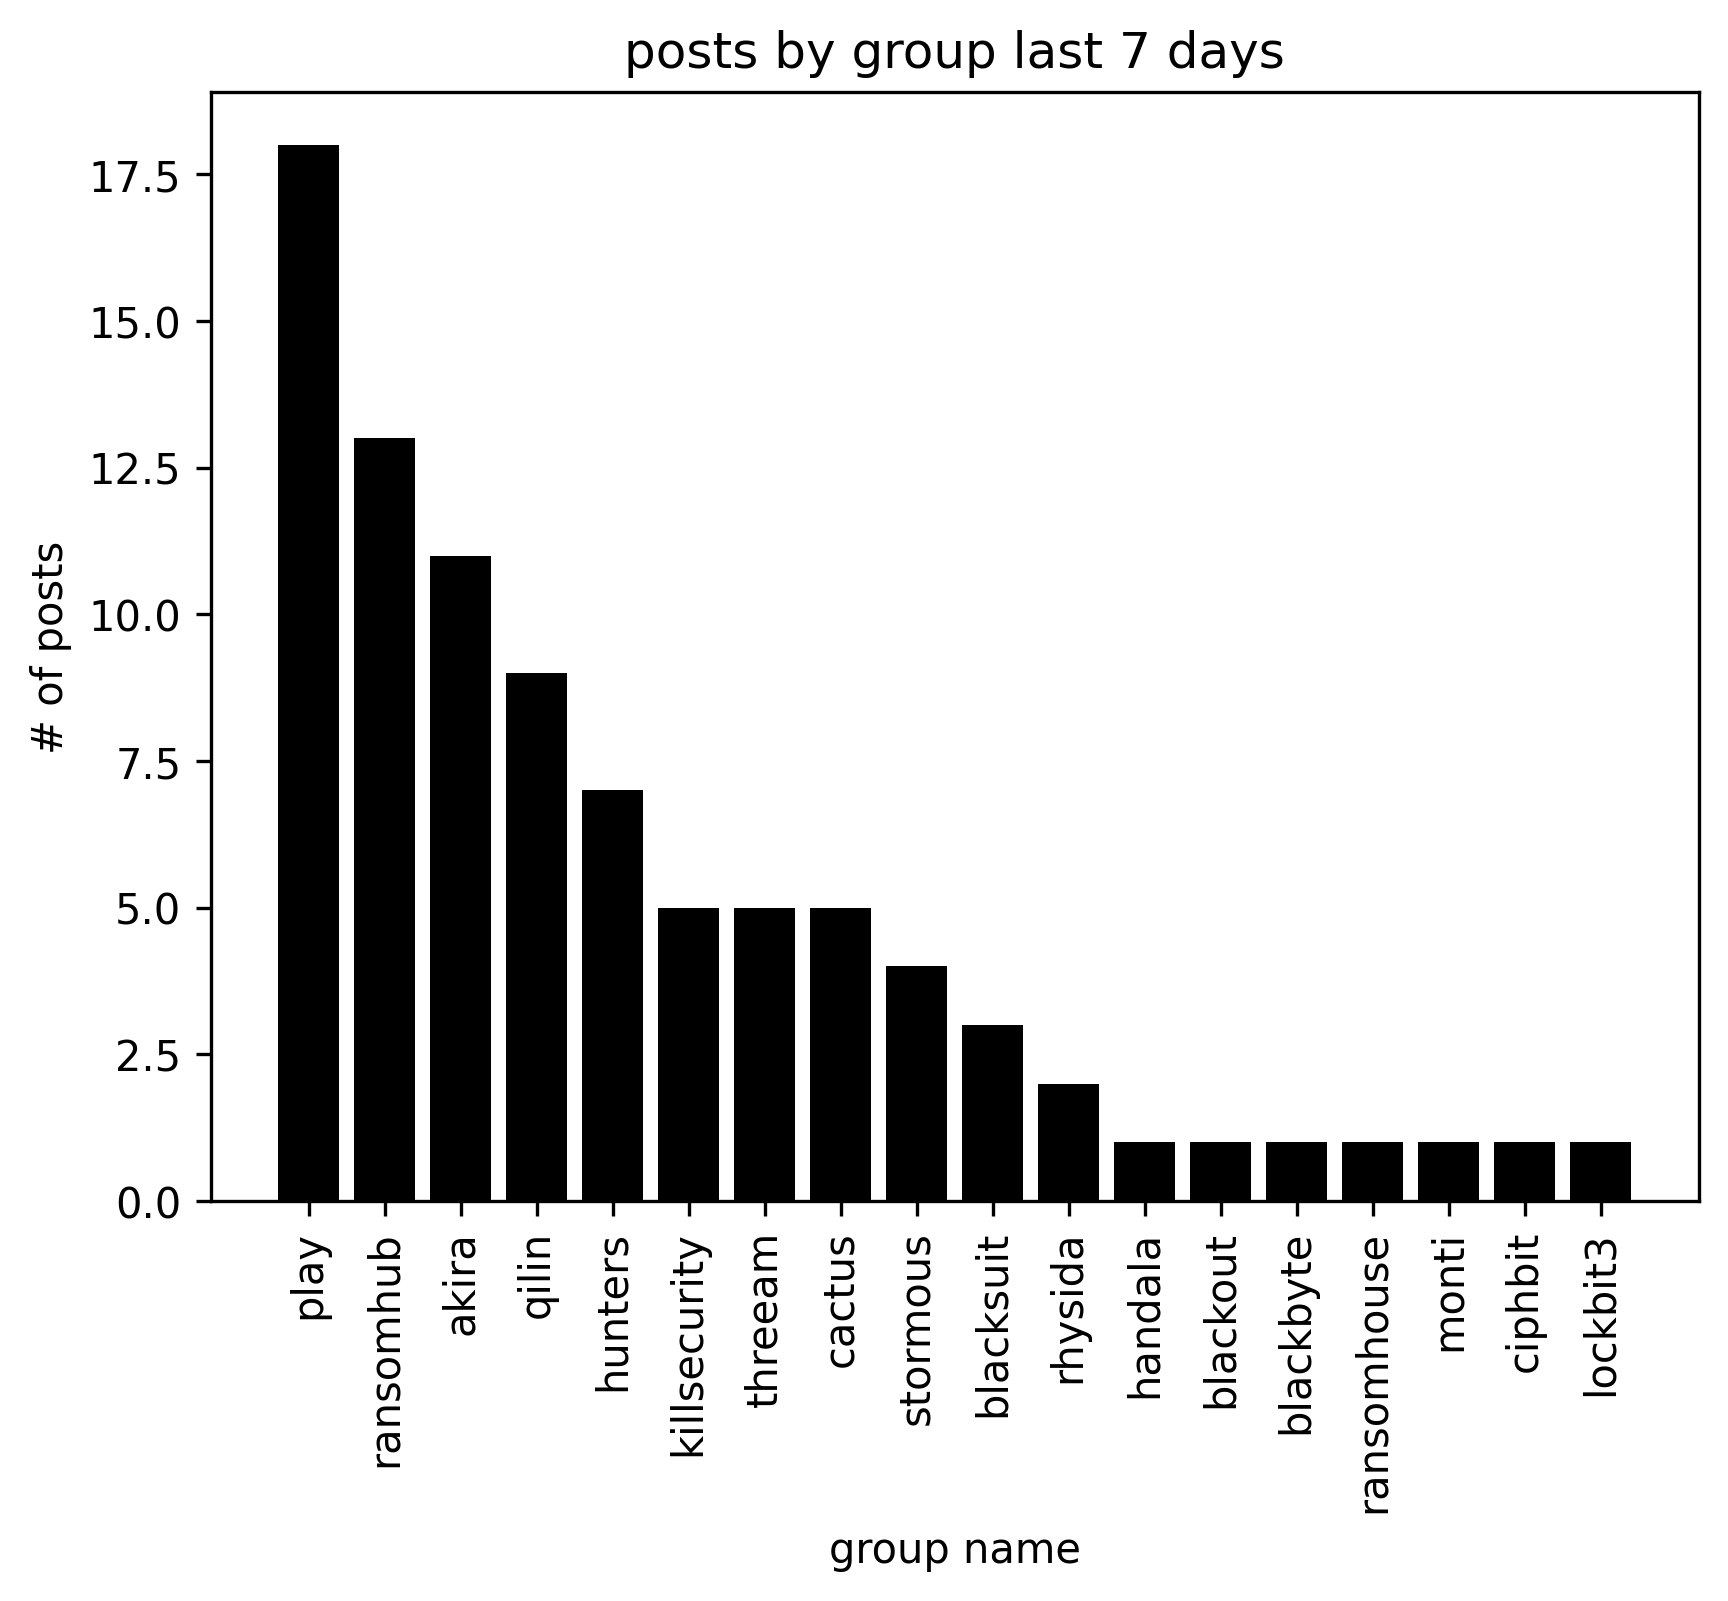 posts by group last 7 days
# of posts
17.5
15.0
12.5
10.0
7.5
5.0
2.5
0.0
play
ransomhub
akira
qilin
hunters
killsecurity
threeam
cactus
stormous
blacksuit
rhysida
handala
blackout
blackbyte
ransomhouse
monti
ciphbit
lockbit3
group name